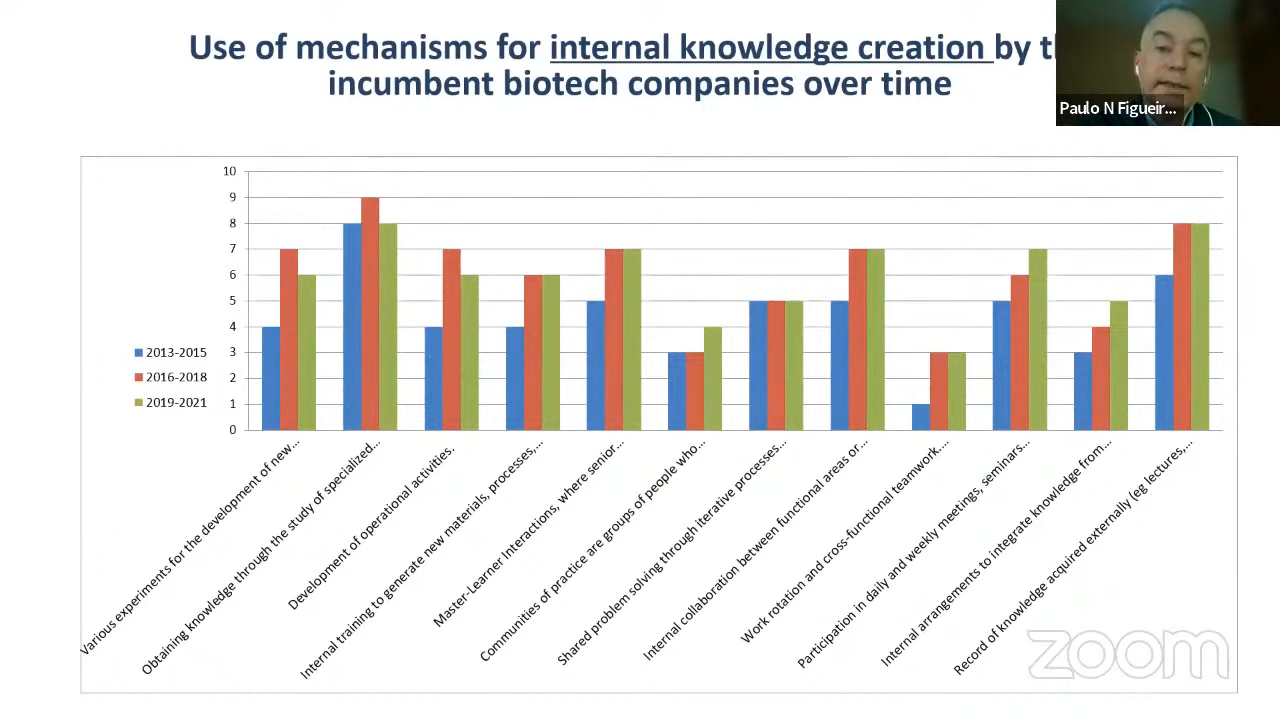 Use of mechanisms for internal knowledge creation by th
incumbent biotech companies over time
Paulo N Figueir...
10
9
8
7
6
5
4
3
2
1
0
2013-2015
2016-2018
2019-2021
Various experiments for the development of new...
Obtaining knowledge through the study of specialized...
Development of operational activities.
Internal training to generate new materials, processes,...
Master-Learner Interactions, where senior...
Communities of practice are groups of people who...
Shared problem solving through iterative processes...
Internal collaboration between functional areas or...
Work rotation and cross-functional teamwork....
Participation in daily and weekly meetings, seminars...
Internal arrangements to integrate knowledge from...
Record of knowledge acquired externally (eg lectures,...
zoom